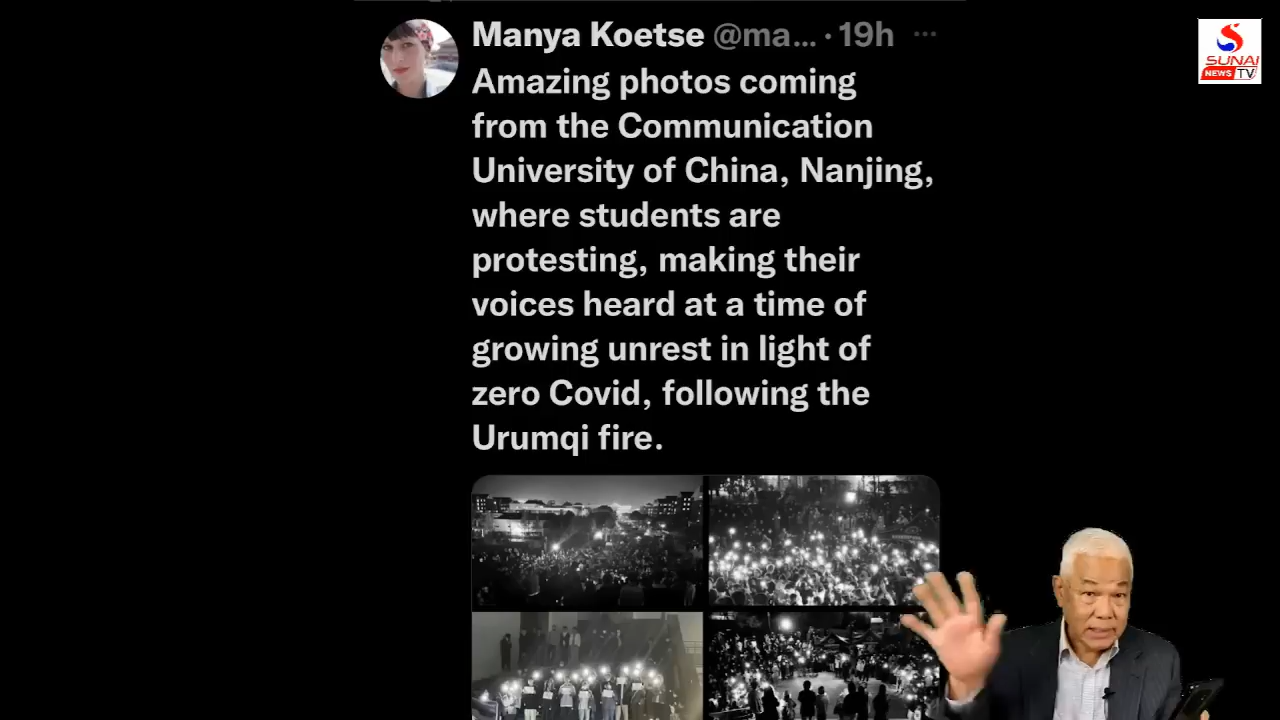 Manya Koetse @ma... · 19h ...
Amazing photos coming
from the Communication
University of China, Nanjing,
where students are
protesting, making their
voices heard at a time of
growing unrest in light of
zero Covid, following the
Urumqi fire.
SUNAI
NEWS TV